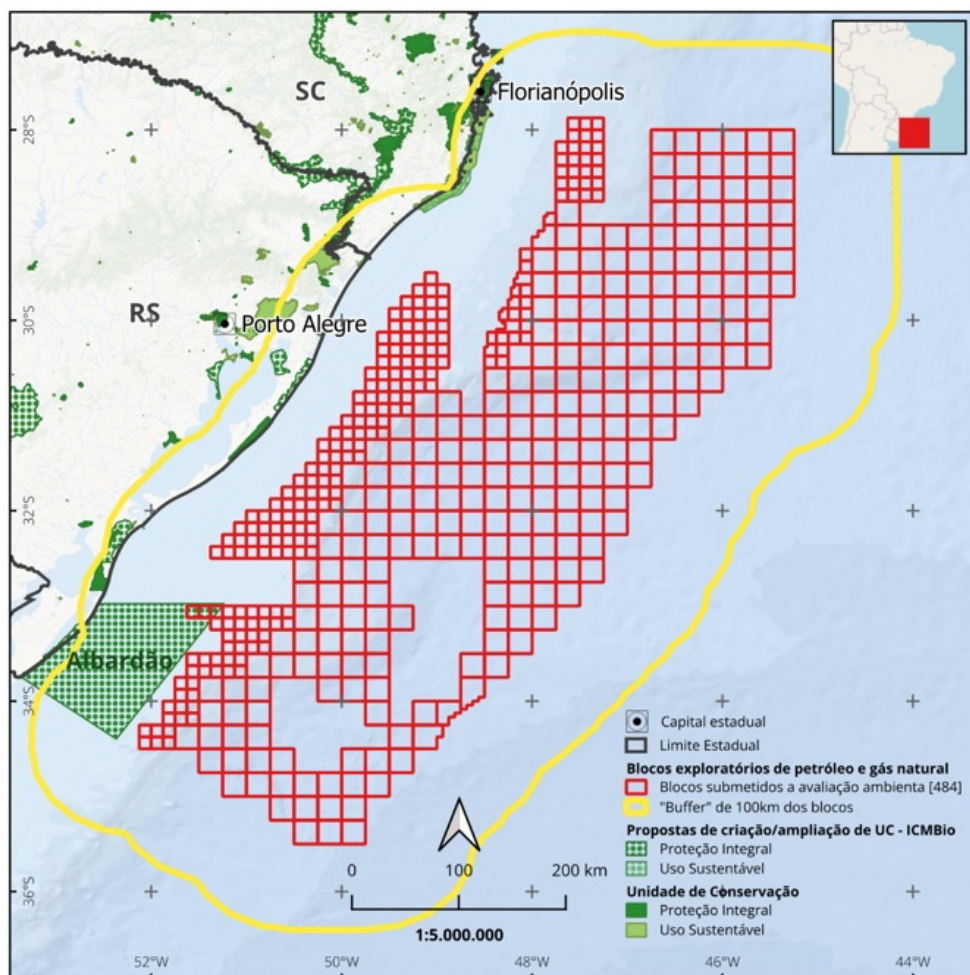 SC
Florianópolis
28°S
RS
Porto Alegre
30°S
32°S
Albardão
34°S
36°S
Capital estadual
Limite Estadual
Blocos exploratórios de petróleo e gás natural
Blocos submetidos a avaliação ambienta [484]
"Buffer" de 100km dos blocos
Propostas de criação/ampliação de UC - ICMBio
Proteção Integral
Uso Sustentável
Unidade de Conservação
Proteção Integral
Uso Sustentável
0 100 200 km
1:5.000.000
52°W 50°W 48°W 46°W 44°W